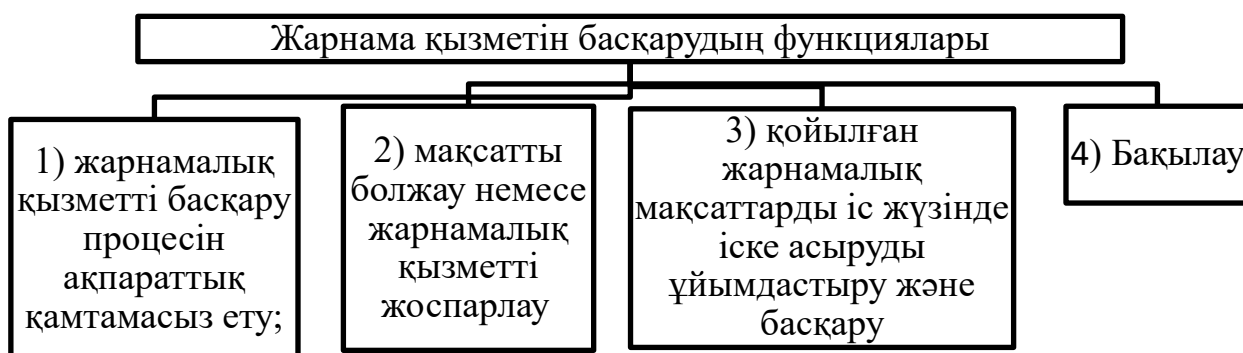 Жарнама қызметін басқарудың функциялары
1) жарнамалық
қызметті басқару
процесін
ақпараттық
қамтамасыз ету;
2) мақсатты
болжау немесе
жарнамалық
қызметті
жоспарлау
3) қойылған
жарнамалық
мақсаттарды іс жүзінде
іске асыруды
ұйымдастыру және
басқару
4) Бақылау